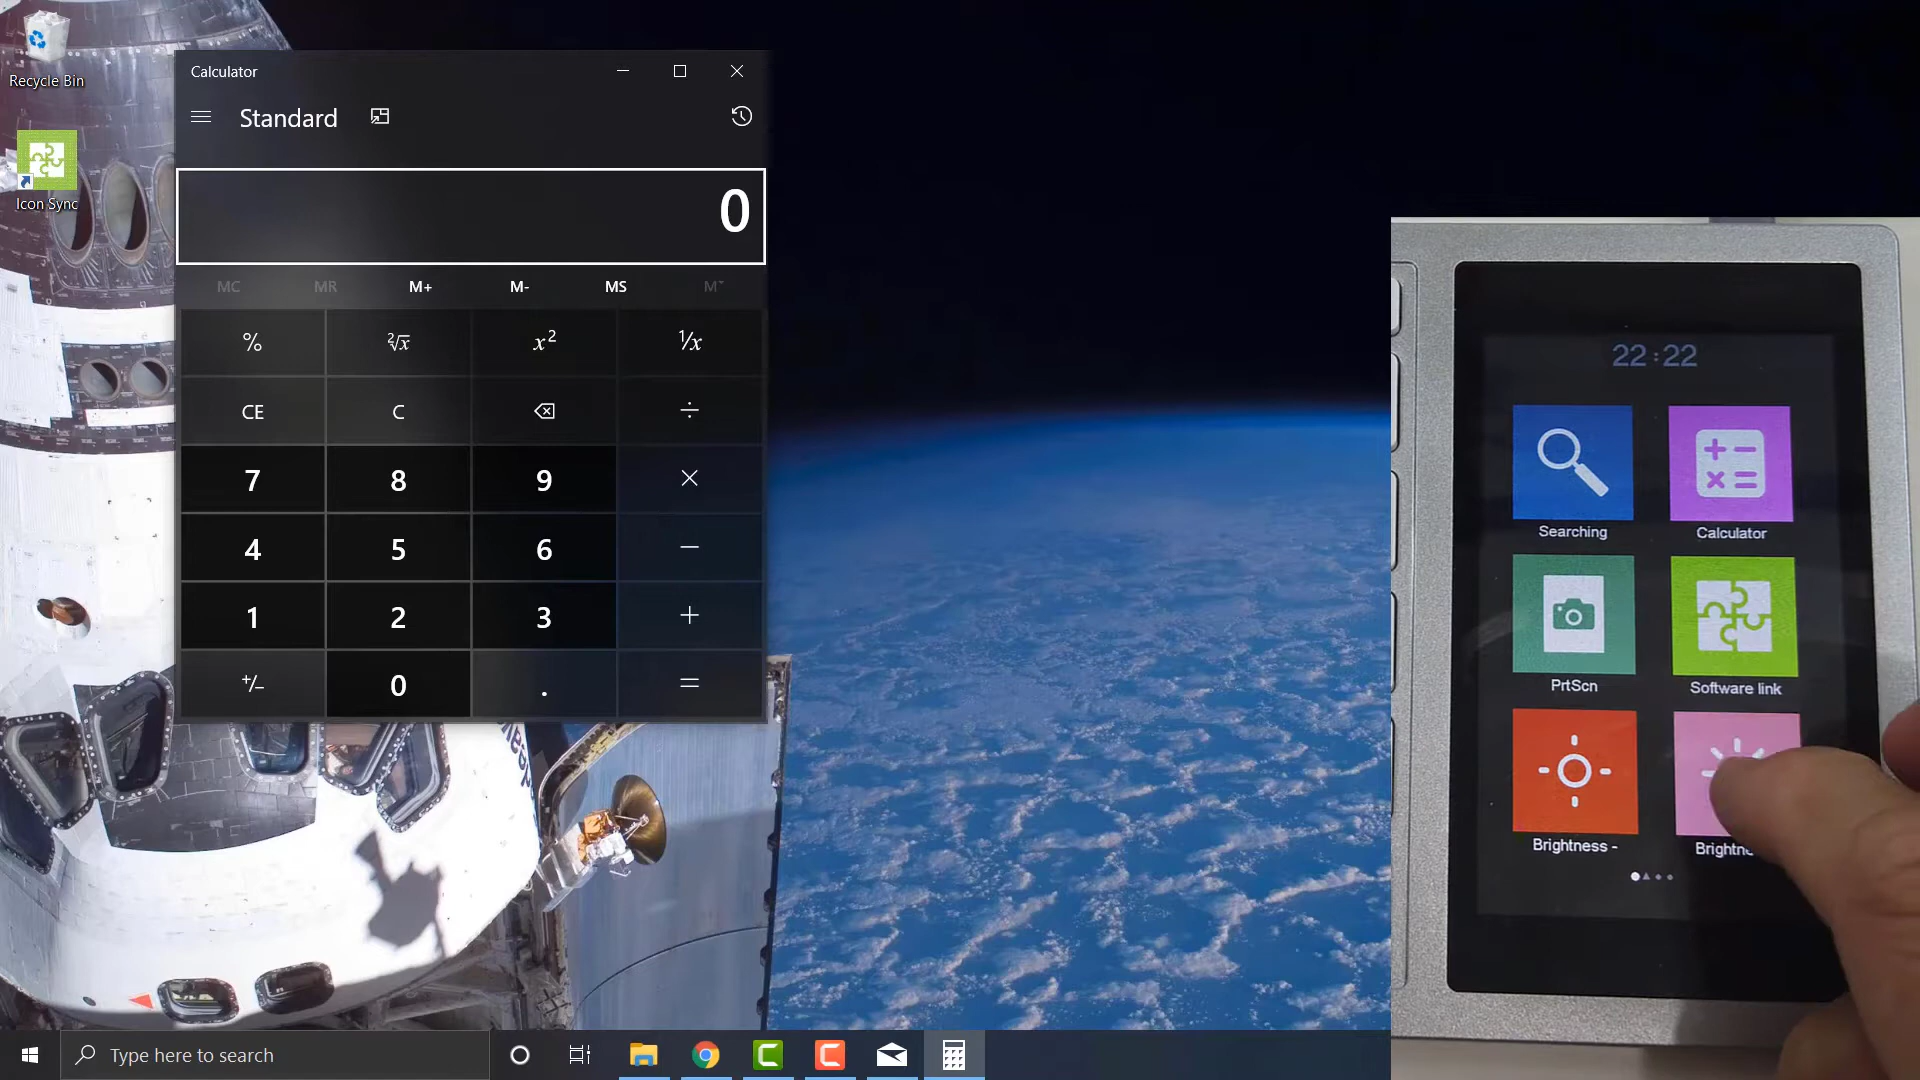 Recycle Bin
Icon Sync
Calculator
Standard
0
MC MR M+ M- MS M
% ²√x x² ¹/x
CE C ÷
7 8 9 ×
4 5 6 −
1 2 3 +
+/− 0 . =
Type here to search
22:22
Searching
Calculator
PrtScn
Software link
Brightness -